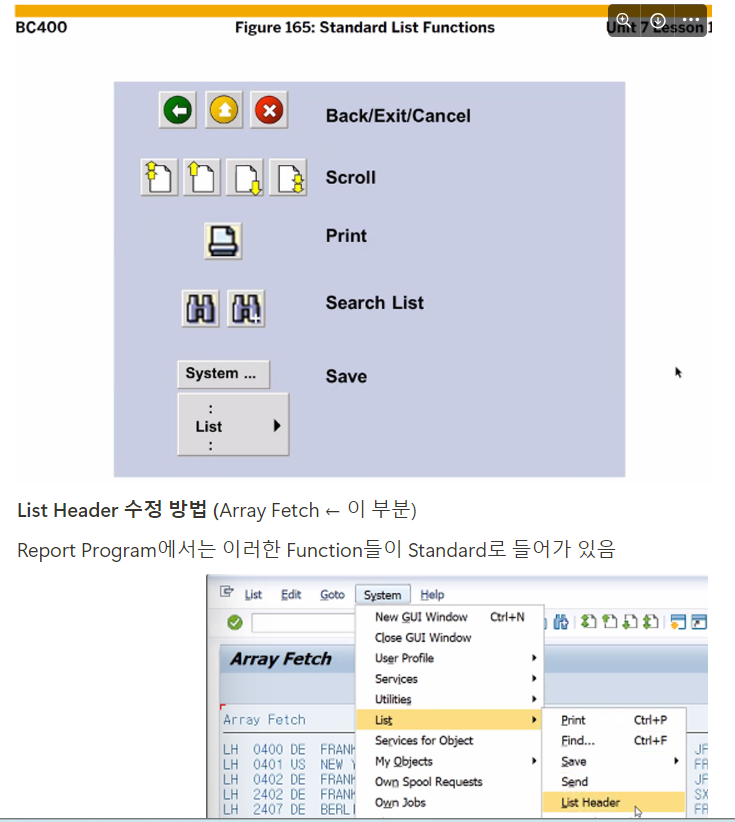 BC400 Figure 165: Standard List Functions Unit 7 Lesson 1
Back/Exit/Cancel
Scroll
Print
Search List
System ... Save
:
List
:
List Header 수정 방법 (Array Fetch ← 이 부분)
Report Program에서는 이러한 Function들이 Standard로 들어가 있음
List Edit Goto System Help
New GUI Window Ctrl+N
Close GUI Window
Array Fetch
User Profile
Services
Utilities
Array Fetch List Print Ctrl+P
Services for Object Find... Ctrl+F
LH 0400 DE FRANK
My Objects Save
LH 0401 US NEW Y
Own Spool Requests Send
LH 0402 DE FRANK
LH 2402 DE FRANK
Own Jobs List Header
LH 2407 DE BERLI
JF
FR
JF
SX
FR